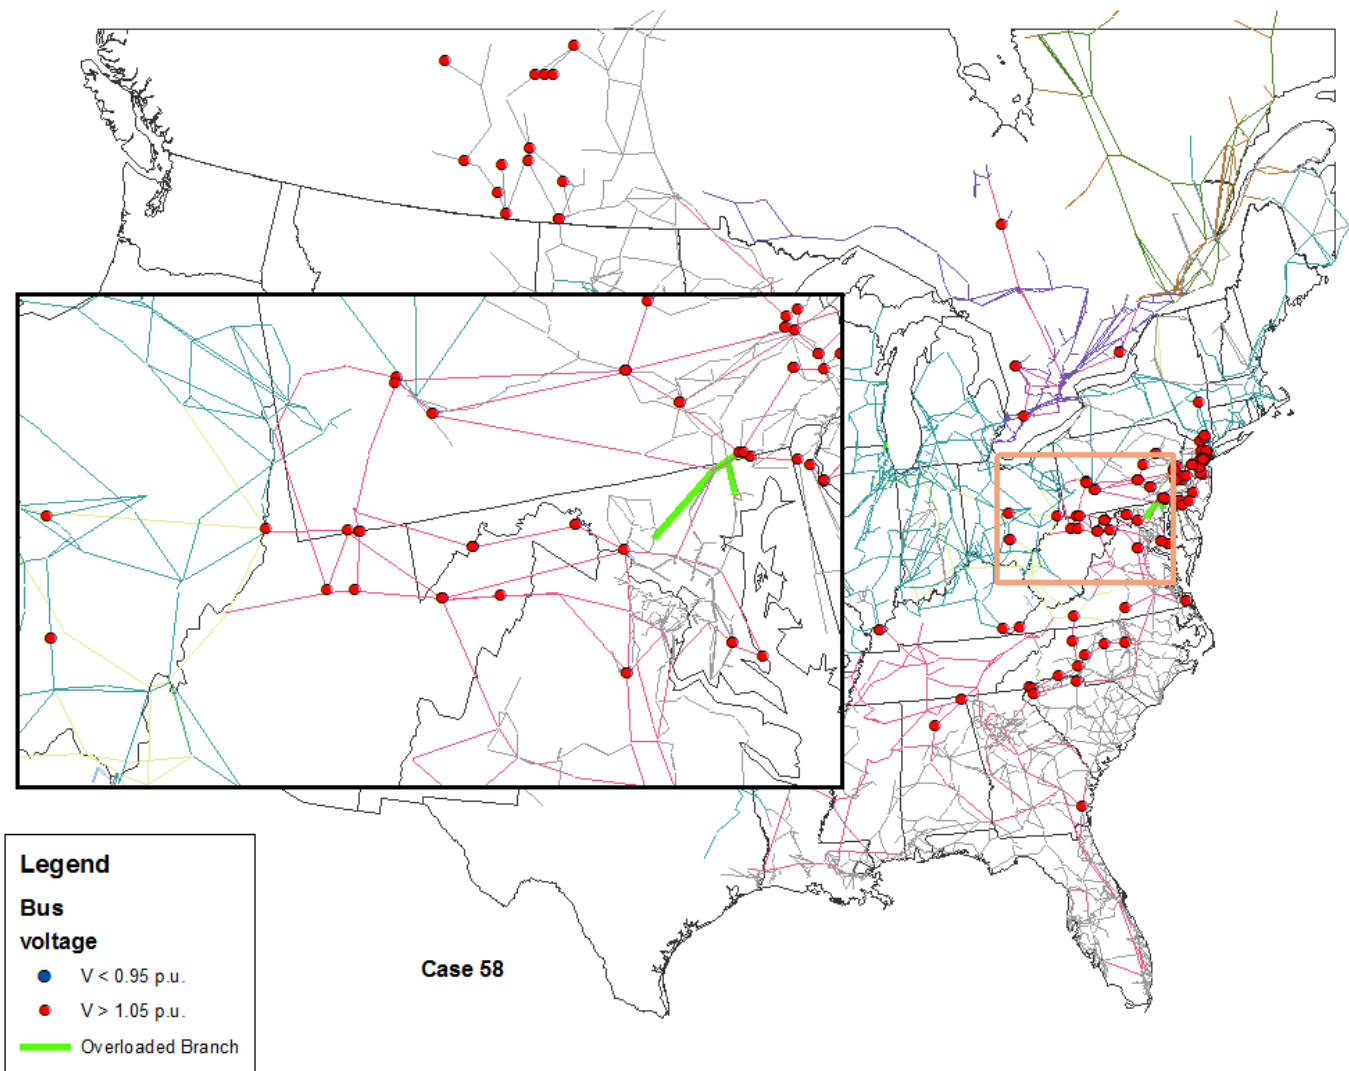 Case 58
Legend
Bus
voltage
V < 0.95 p.u.
V > 1.05 p.u.
Overloaded Branch